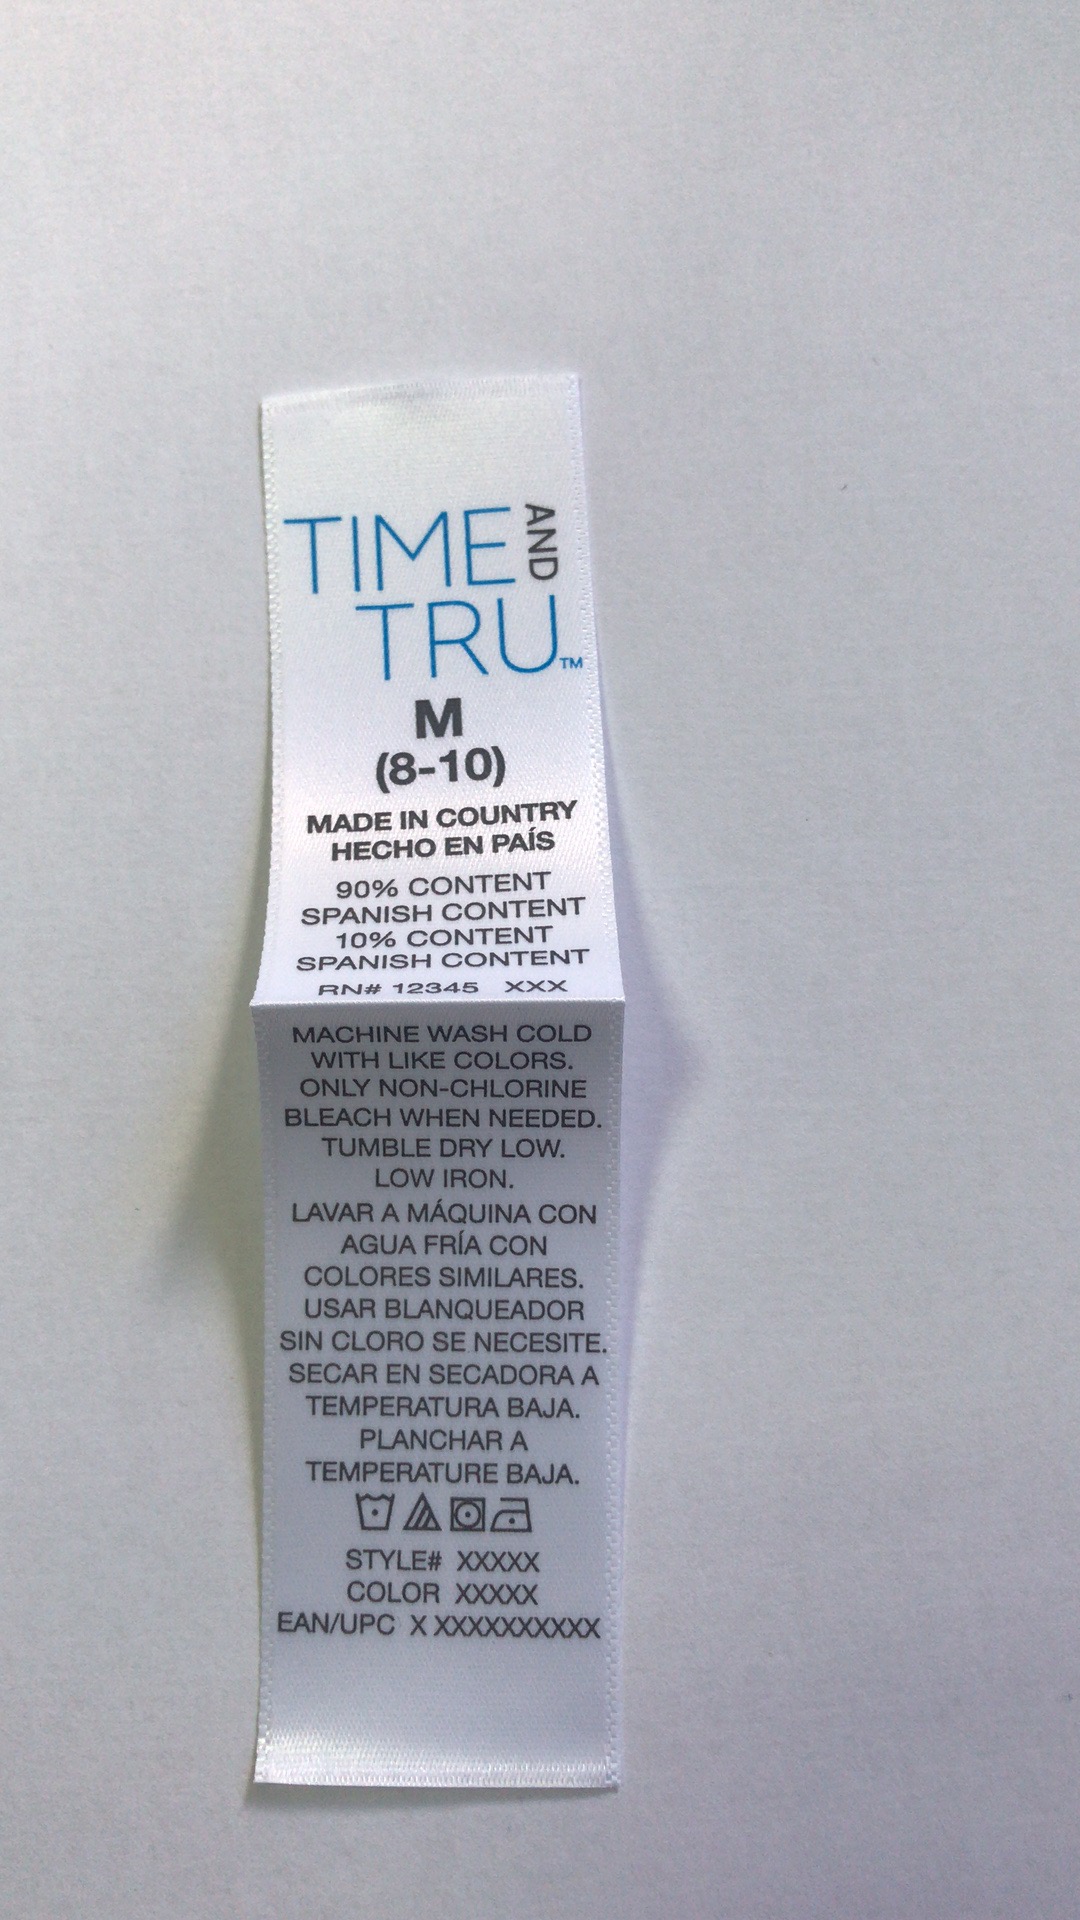 TIME AND
TRU™
M
(8-10)
MADE IN COUNTRY
HECHO EN PAÍS
90% CONTENT
SPANISH CONTENT
10% CONTENT
SPANISH CONTENT
RN# 12345 XXX
MACHINE WASH COLD
WITH LIKE COLORS.
ONLY NON-CHLORINE
BLEACH WHEN NEEDED.
TUMBLE DRY LOW.
LOW IRON.
LAVAR A MÁQUINA CON
AGUA FRÍA CON
COLORES SIMILARES.
USAR BLANQUEADOR
SIN CLORO SE NECESITE.
SECAR EN SECADORA A
TEMPERATURA BAJA.
PLANCHAR A
TEMPERATURE BAJA.
STYLE# XXXXX
COLOR XXXXX
EAN/UPC X XXXXXXXXXX